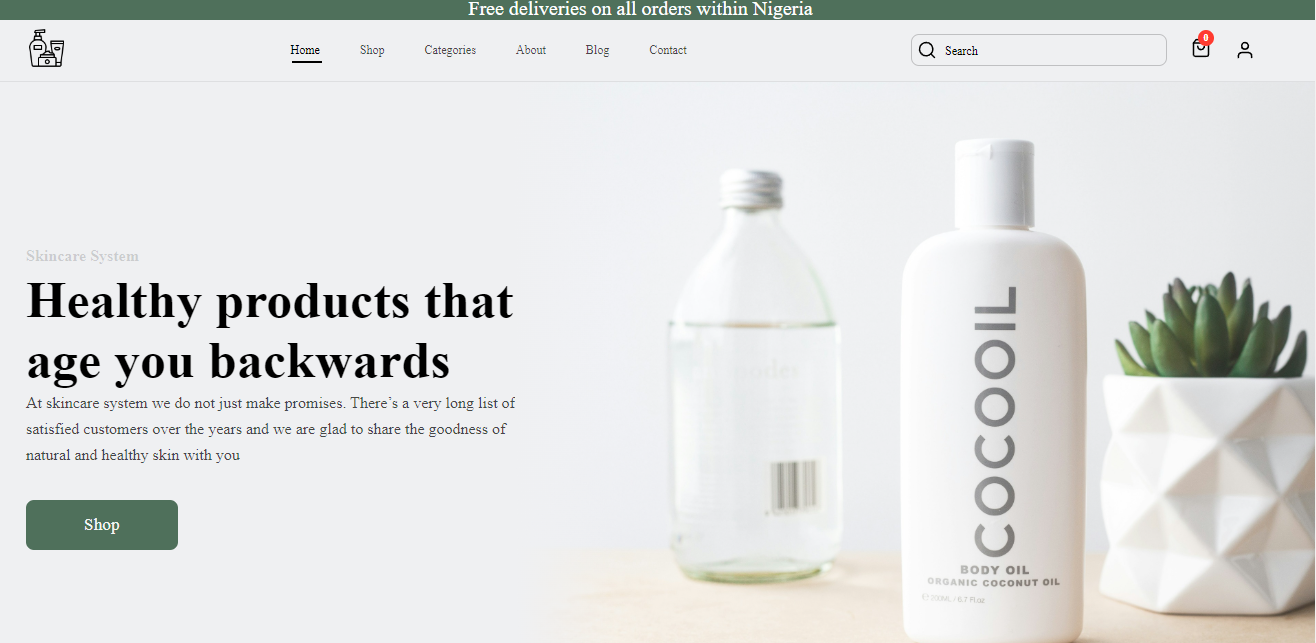 Free deliveries on all orders within Nigeria
Home Shop Categories About Blog Contact Search 0
Skincare System
Healthy products that
age you backwards
At skincare system we do not just make promises. There's a very long list of
satisfied customers over the years and we are glad to share the goodness of
natural and healthy skin with you
Shop
COCOOIL
BODY OIL
ORGANIC COCONUT OIL
200ML / 6.7 Fl.oz